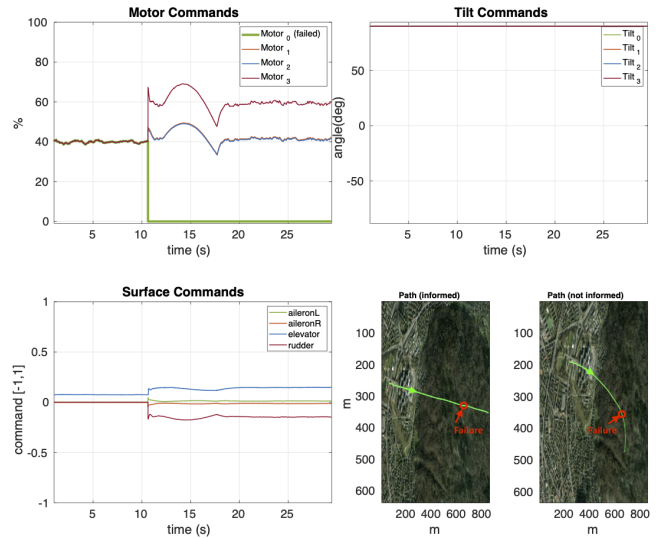 Motor Commands
100
80
60
40
20
0
%
5
10
15
20
25
time (s)
Motor 0 (failed)
Motor 1
Motor 2
Motor 3
Tilt Commands
50
0
-50
angle(deg)
5
10
15
20
25
time (s)
Tilt 0
Tilt 1
Tilt 2
Tilt 3
Surface Commands
1
0.5
0
-0.5
-1
command [-1,1]
5
10
15
20
25
time (s)
aileronL
aileronR
elevator
rudder
Path (informed)
100
200
300
400
500
600
m
200 400 600 800
m
Failure
Path (not informed)
100
200
300
400
500
600
200 400 600 800
m
Failure